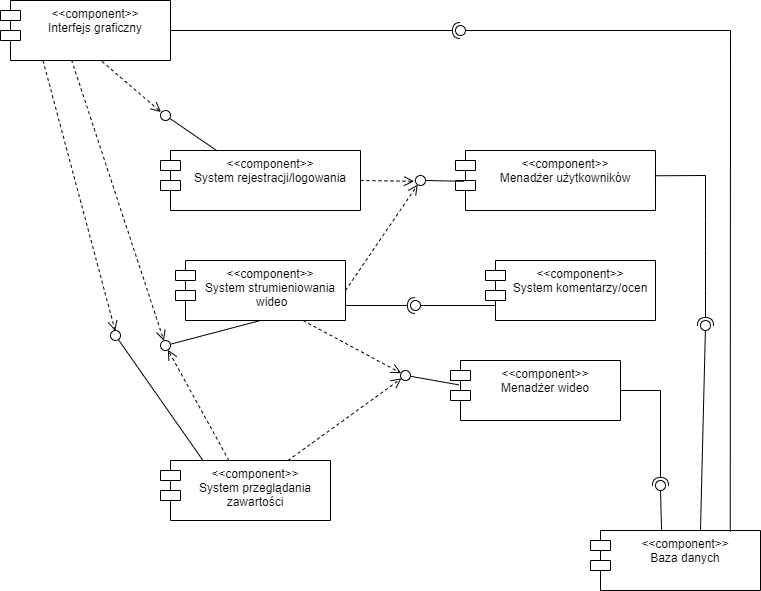 <<component>>
Interfejs graficzny
<<component>>
System rejestracji/logowania
<<component>>
Menadżer użytkowników
<<component>>
System strumieniowania
wideo
<<component>>
System komentarzy/ocen
<<component>>
Menadżer wideo
<<component>>
System przeglądania
zawartości
<<component>>
Baza danych